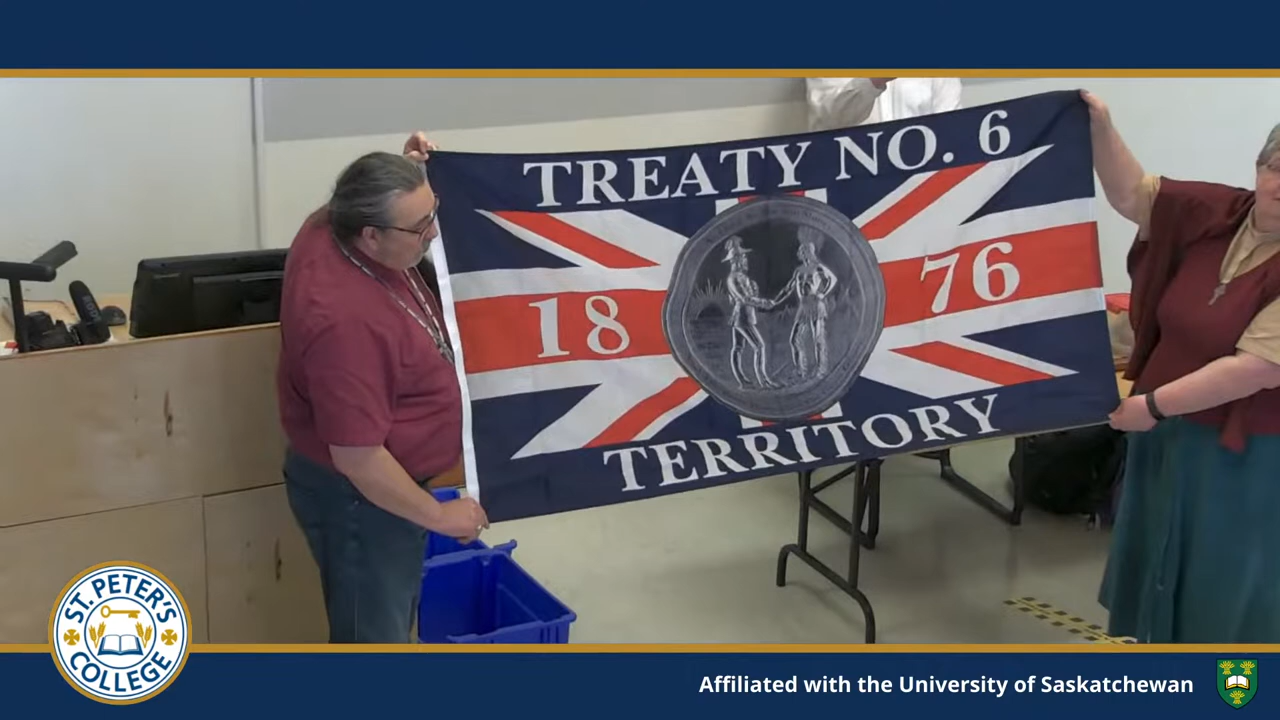 TREATY NO. 6
18 76
TERRITORY
ST. PETER'S
COLLEGE
Affiliated with the University of Saskatchewan